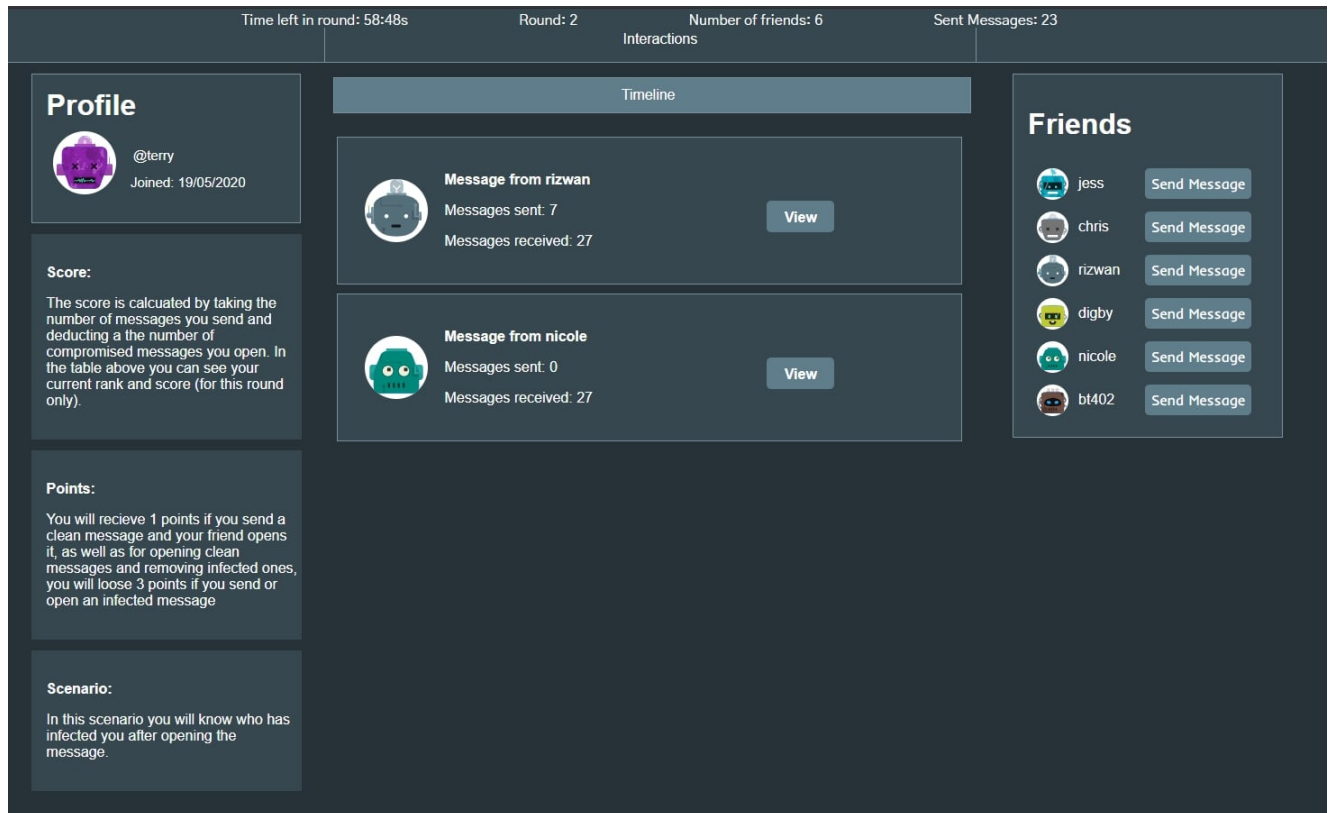 Time left in round: 58:48s Round: 2 Number of friends: 6 Sent Messages: 23
Interactions
Profile
@terry
Joined: 19/05/2020
Score:
The score is calcuated by taking the
number of messages you send and
deducting a the number of
compromised messages you open. In
the table above you can see your
current rank and score (for this round
only).
Points:
You will recieve 1 points if you send a
clean message and your friend opens
it, as well as for opening clean
messages and removing infected ones,
you will loose 3 points if you send or
open an infected message
Scenario:
In this scenario you will know who has
infected you after opening the
message.
Timeline
Message from rizwan
Messages sent: 7
Messages received: 27
View
Message from nicole
Messages sent: 0
Messages received: 27
View
Friends
jess Send Message
chris Send Message
rizwan Send Message
digby Send Message
nicole Send Message
bt402 Send Message